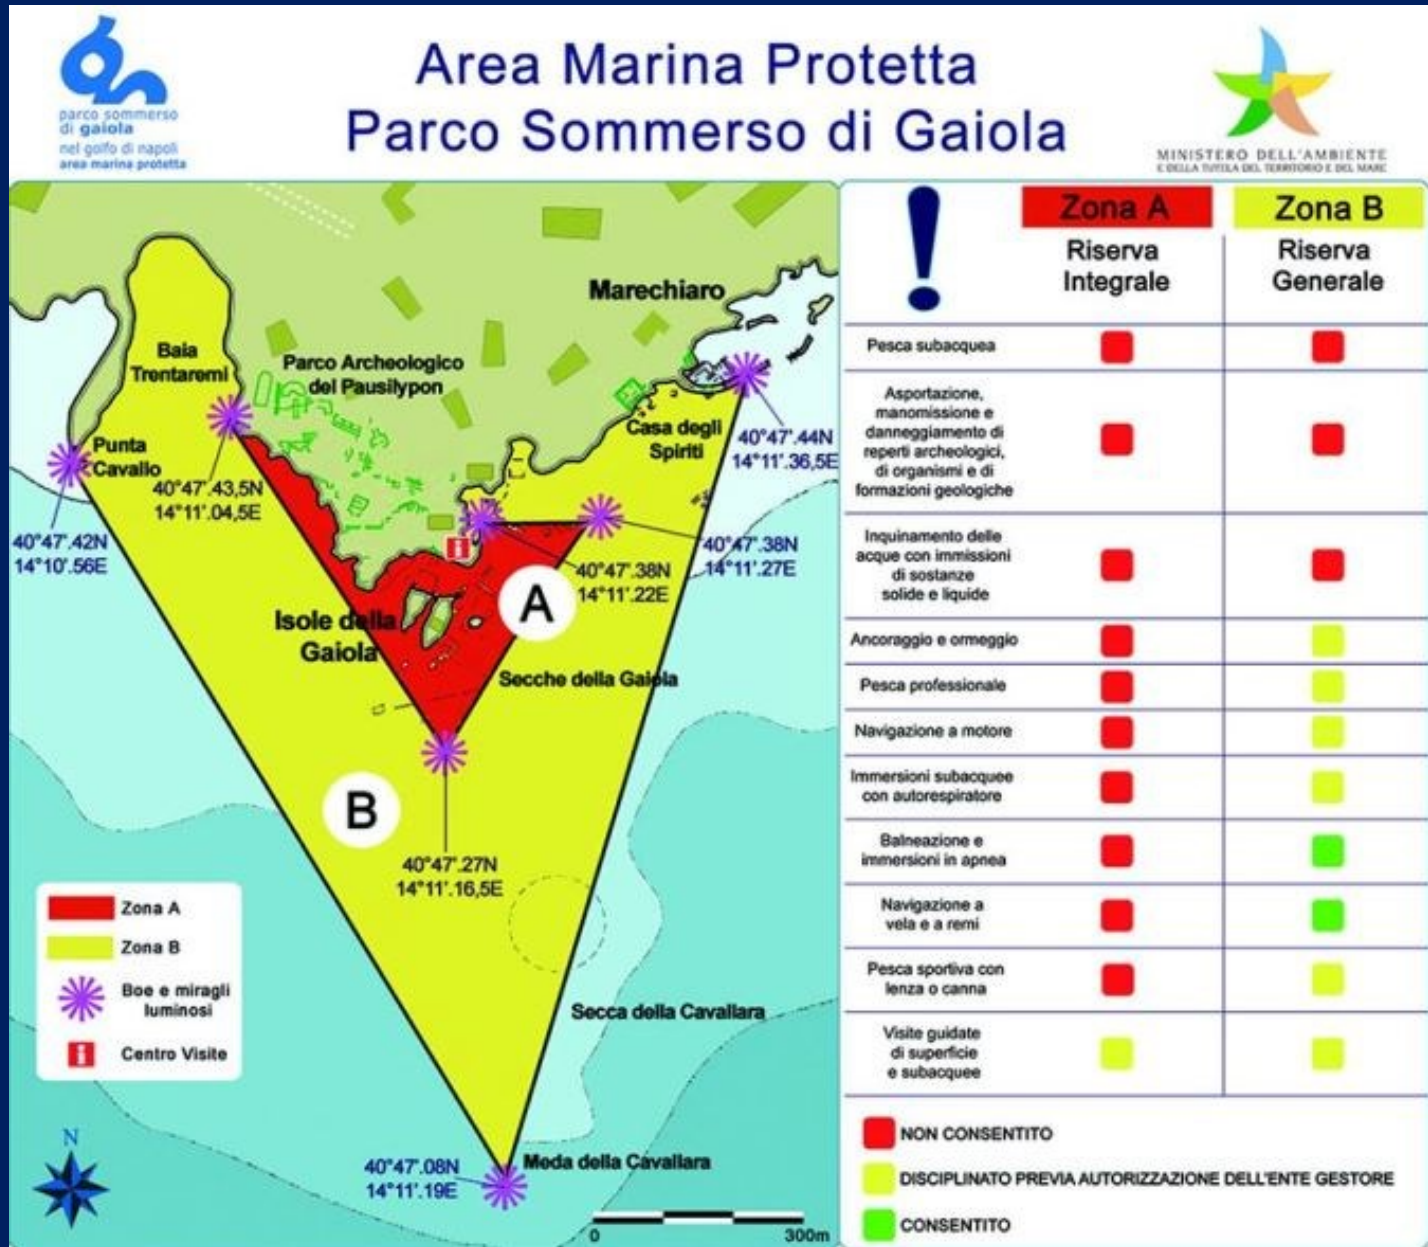 parco sommerso
di gaiola
nel golfo di napoli
area marina protetta
Area Marina Protetta
Parco Sommerso di Gaiola
MINISTERO DELL'AMBIENTE
E DELLA TUTELA DEL TERRITORIO E DEL MARE
Marechiaro
Baia
Trentaremi
Parco Archeologico
del Pausilypon
Casa degli
Spiriti
40°47'.44N
14°11'.36,5E
Punta
Cavallo
40°47'.43,5N
14°11'.04,5E
40°47'.42N
14°10'.56E
i
40°47'.38N
14°11'.27E
40°47'.38N
14°11'.22E
A
Isole della
Gaiola
Secche della Gaiola
B
40°47'.27N
14°11'.16,5E
Zona A
Zona B
Boe e miragli
luminosi
i
Centro Visite
Secca della Cavallara
N
40°47'.08N
14°11'.19E
Meda della Cavallara
0
300m
!
Zona A
Zona B
Riserva
Integrale
Riserva
Generale
Pesca subacquea
Asportazione,
manomissione e
danneggiamento di
reperti archeologici,
di organismi e di
formazioni geologiche
Inquinamento delle
acque con immissioni
di sostanze
solide e liquide
Ancoraggio e ormeggio
Pesca professionale
Navigazione a motore
Immersioni subacquee
con autorespiratore
Balneazione e
immersioni in apnea
Navigazione a
vela e a remi
Pesca sportiva con
lenza o canna
Visite guidate
di superficie
e subacquee
NON CONSENTITO
DISCIPLINATO PREVIA AUTORIZZAZIONE DELL'ENTE GESTORE
CONSENTITO